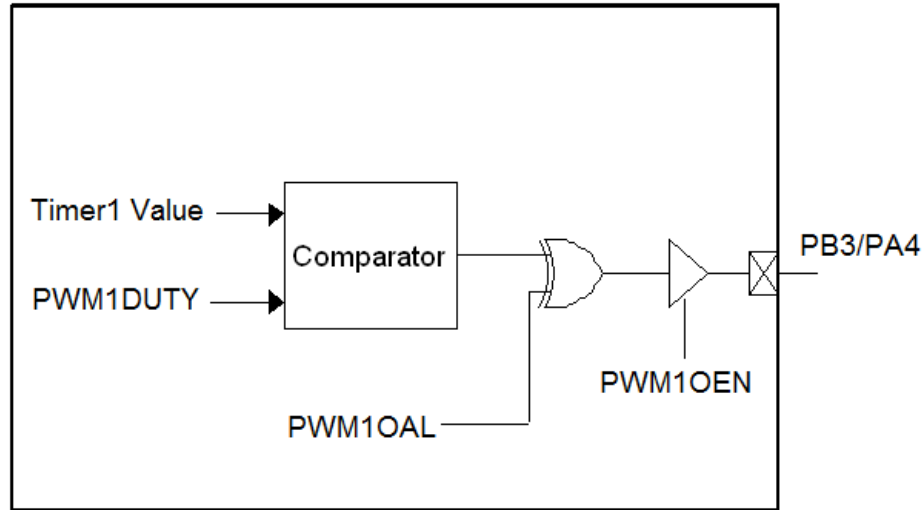 Timer1 Value
Comparator
PB3/PA4
PWM1DUTY
PWM1OEN
PWM1OAL